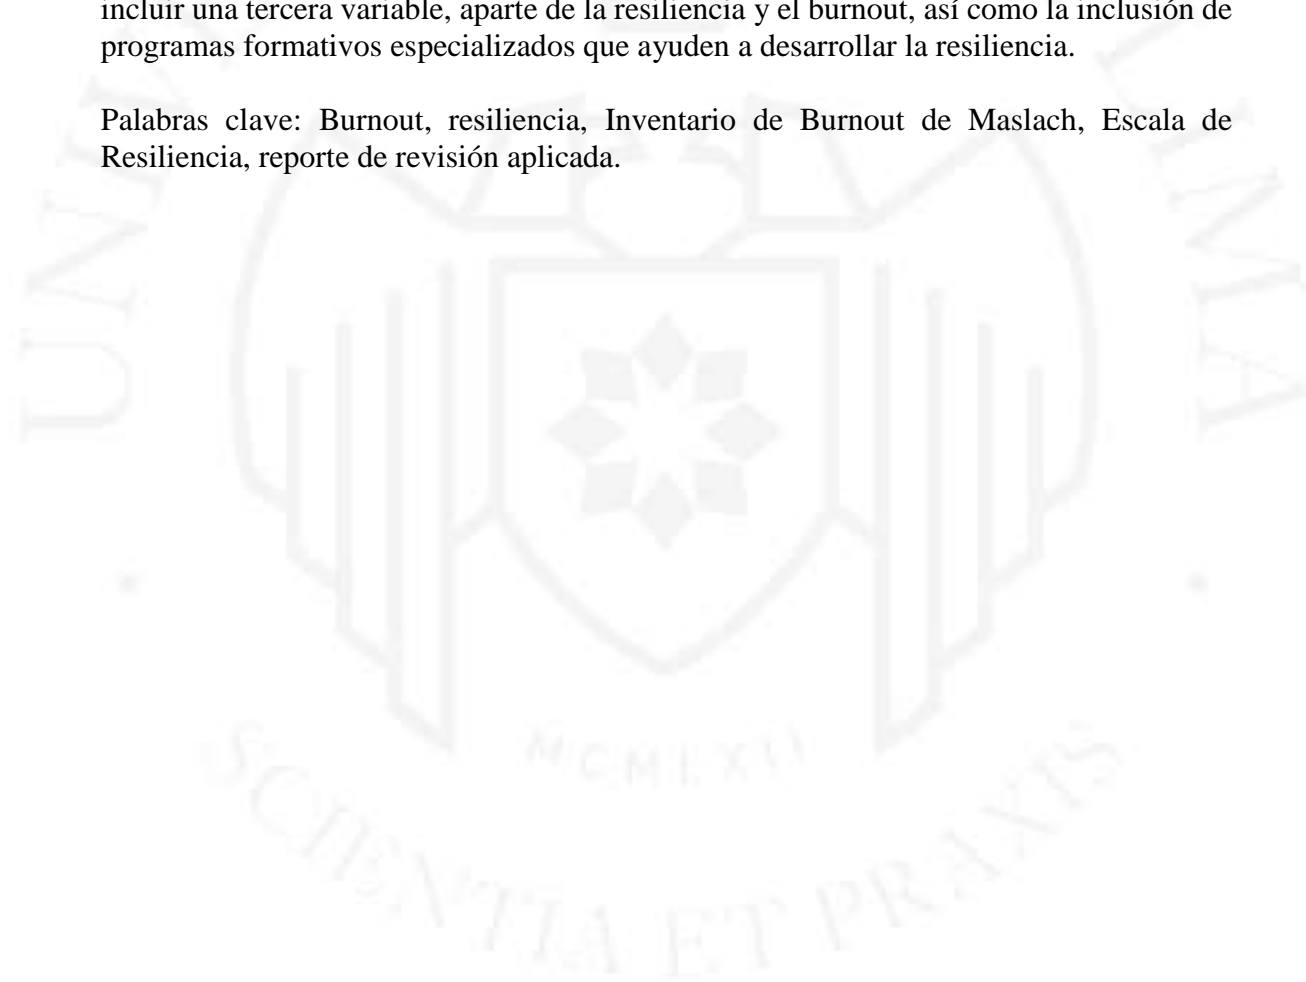 incluir una tercera variable, aparte de la resiliencia y el burnout, así como la inclusión de
programas formativos especializados que ayuden a desarrollar la resiliencia.
Palabras clave: Burnout, resiliencia, Inventario de Burnout de Maslach, Escala de
Resiliencia, reporte de revisión aplicada.
MCMLXII
SCIENTIA ET PRAXIS